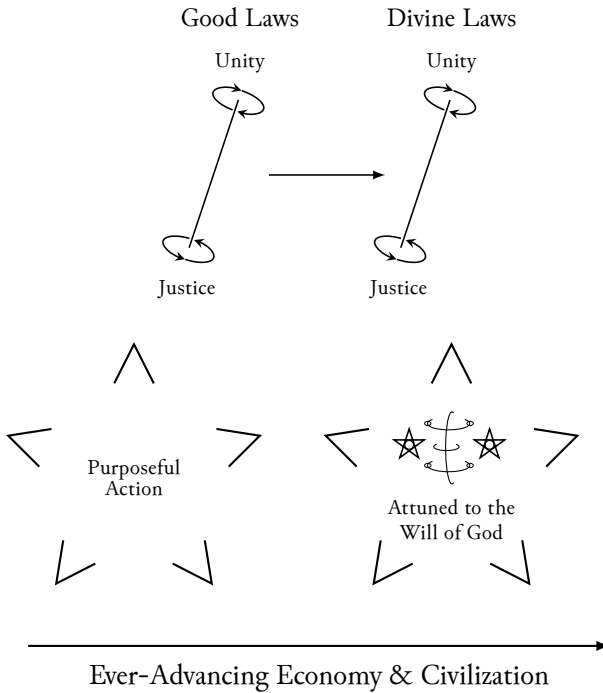 Good Laws
Divine Laws
Unity
Unity
Justice
Justice
Purposeful
Action
Attuned to the
Will of God
Ever-Advancing Economy & Civilization